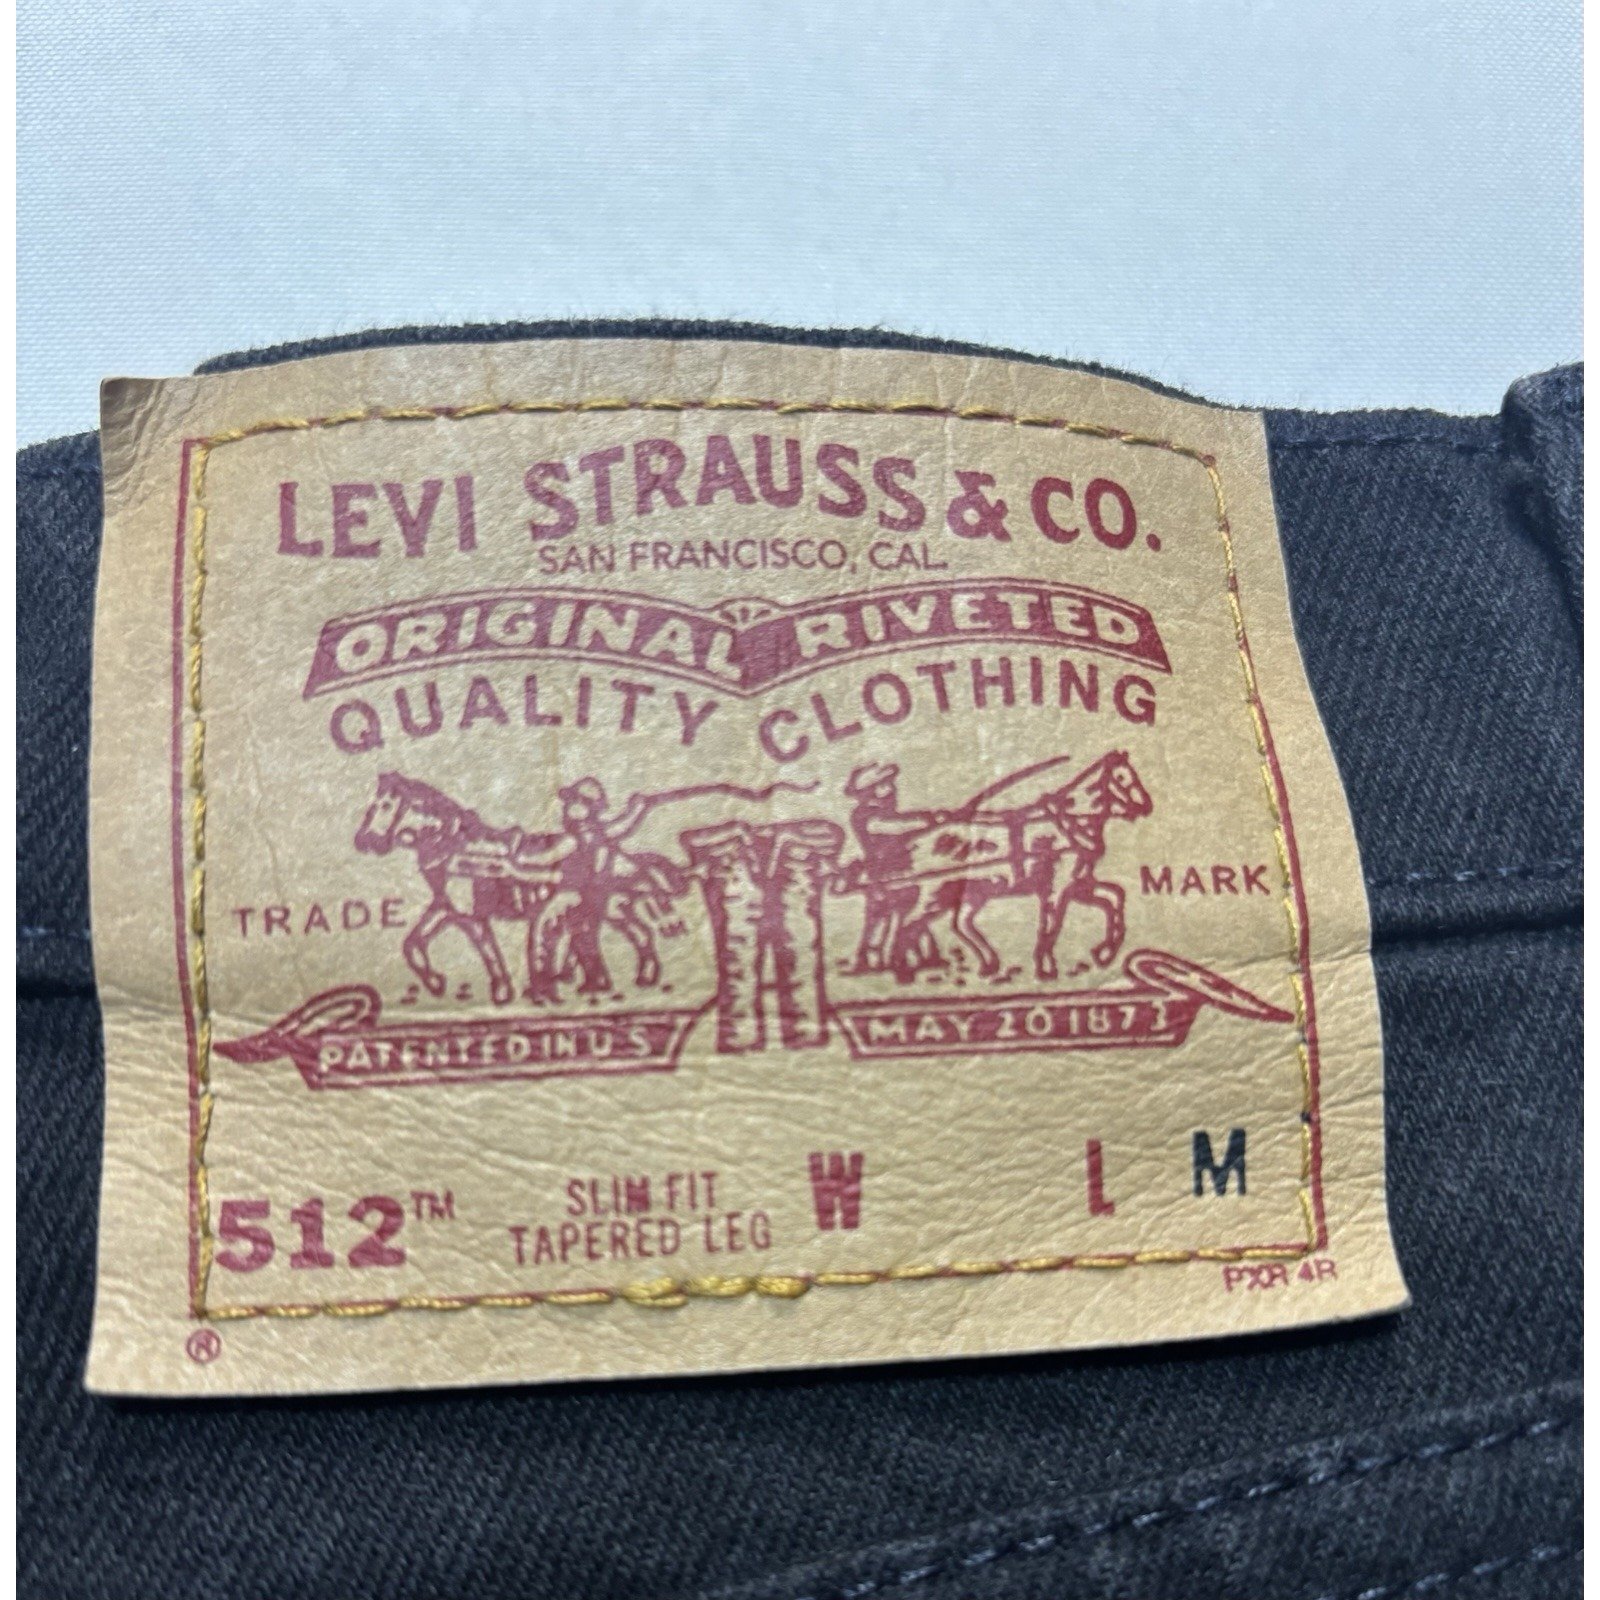 LEVI STRAUSS & CO.
SAN FRANCISCO, CAL.
ORIGINAL RIVETED
QUALITY CLOTHING
TRADE MARK
PATENTED IN U S MAY 20 1873
512™ SLIM FIT TAPERED LEG W L M
PXR 4R
®